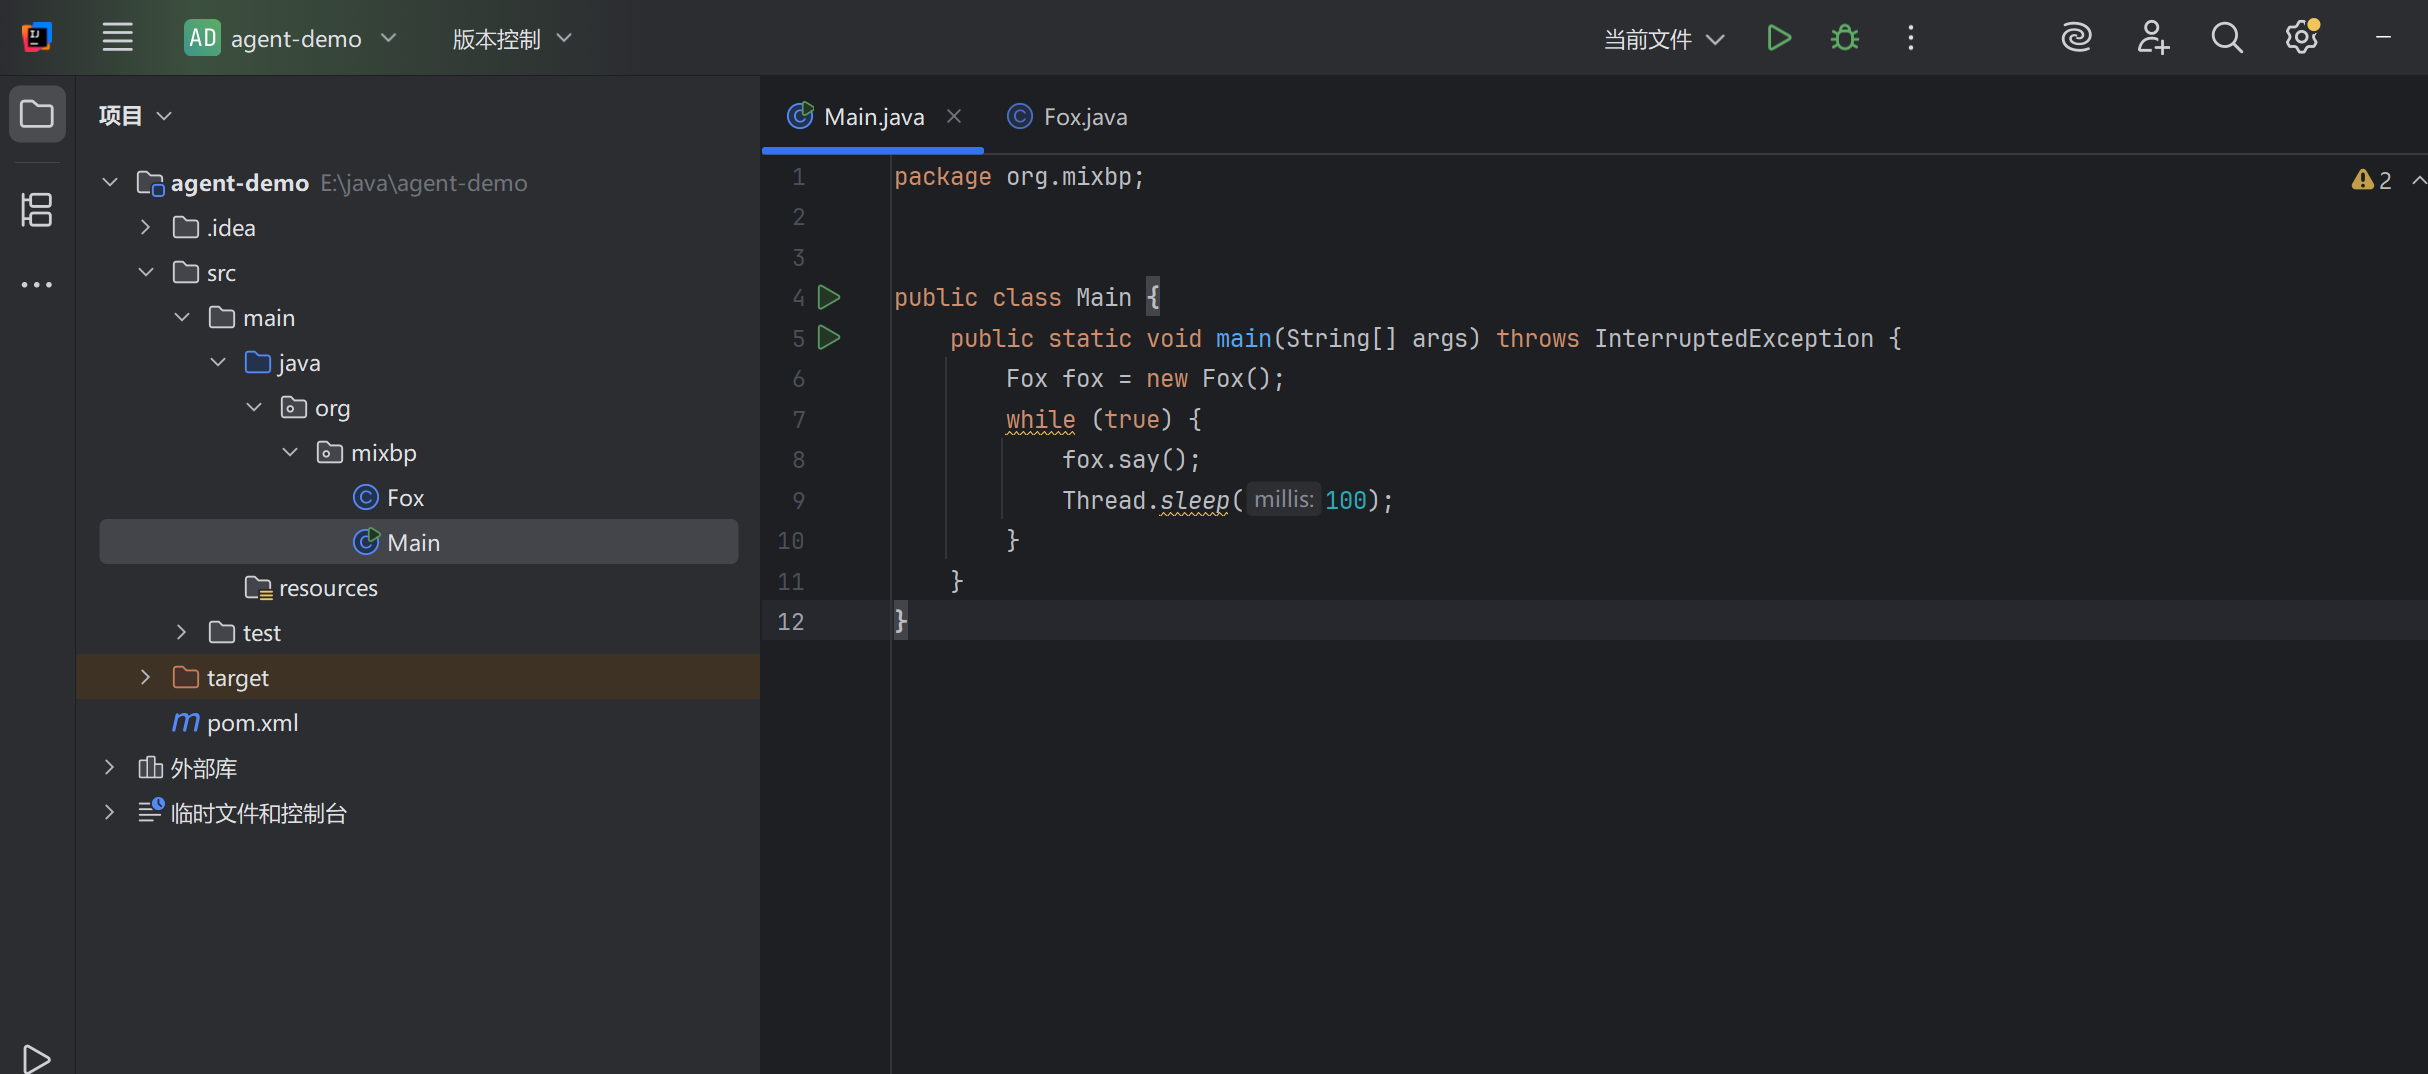 AD agent-demo 版本控制 当前文件
项目
Main.java Fox.java
agent-demo E:\java\agent-demo
.idea
src
main
java
org
mixbp
Fox
Main
resources
test
target
pom.xml
外部库
临时文件和控制台
1 package org.mixbp;
2
3
4 public class Main {
5 public static void main(String[] args) throws InterruptedException {
6 Fox fox = new Fox();
7 while (true) {
8 fox.say();
9 Thread.sleep( millis: 100);
10 }
11 }
12 }
2